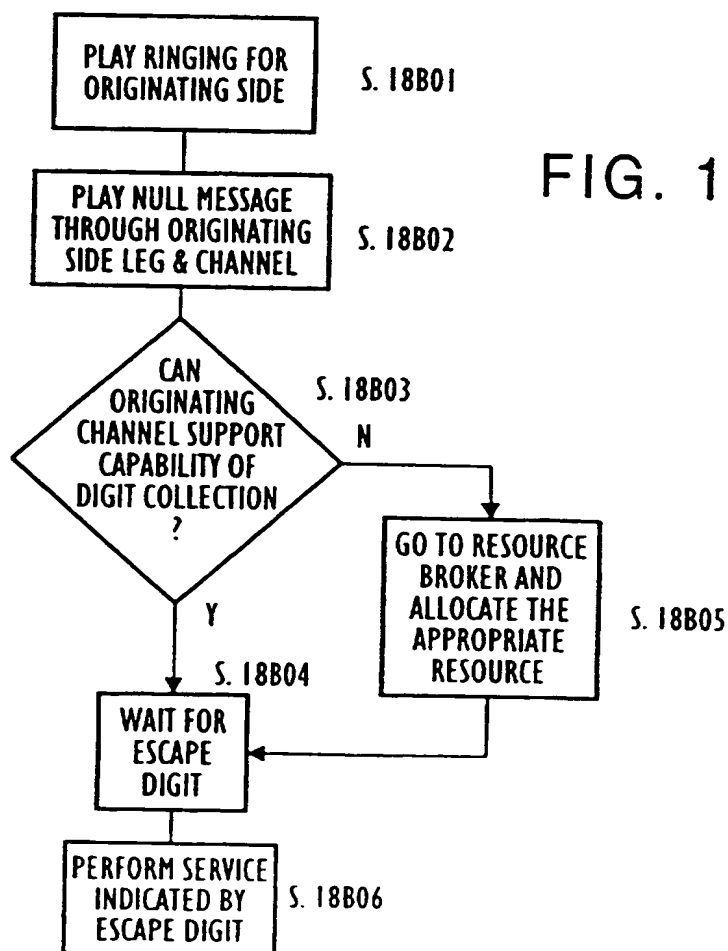 PLAY RINGING FOR
ORIGINATING SIDE
S. 18B01
FIG. 1
PLAY NULL MESSAGE
THROUGH ORIGINATING
SIDE LEG & CHANNEL
S. 18B02
CAN
ORIGINATING
CHANNEL SUPPORT
CAPABILITY OF
DIGIT COLLECTION
?
S. 18B03
N
Y
GO TO RESOURCE
BROKER AND
ALLOCATE THE
APPROPRIATE
RESOURCE
S. 18B05
S. 18B04
WAIT FOR
ESCAPE
DIGIT
PERFORM SERVICE
INDICATED BY
ESCAPE DIGIT
S. 18B06